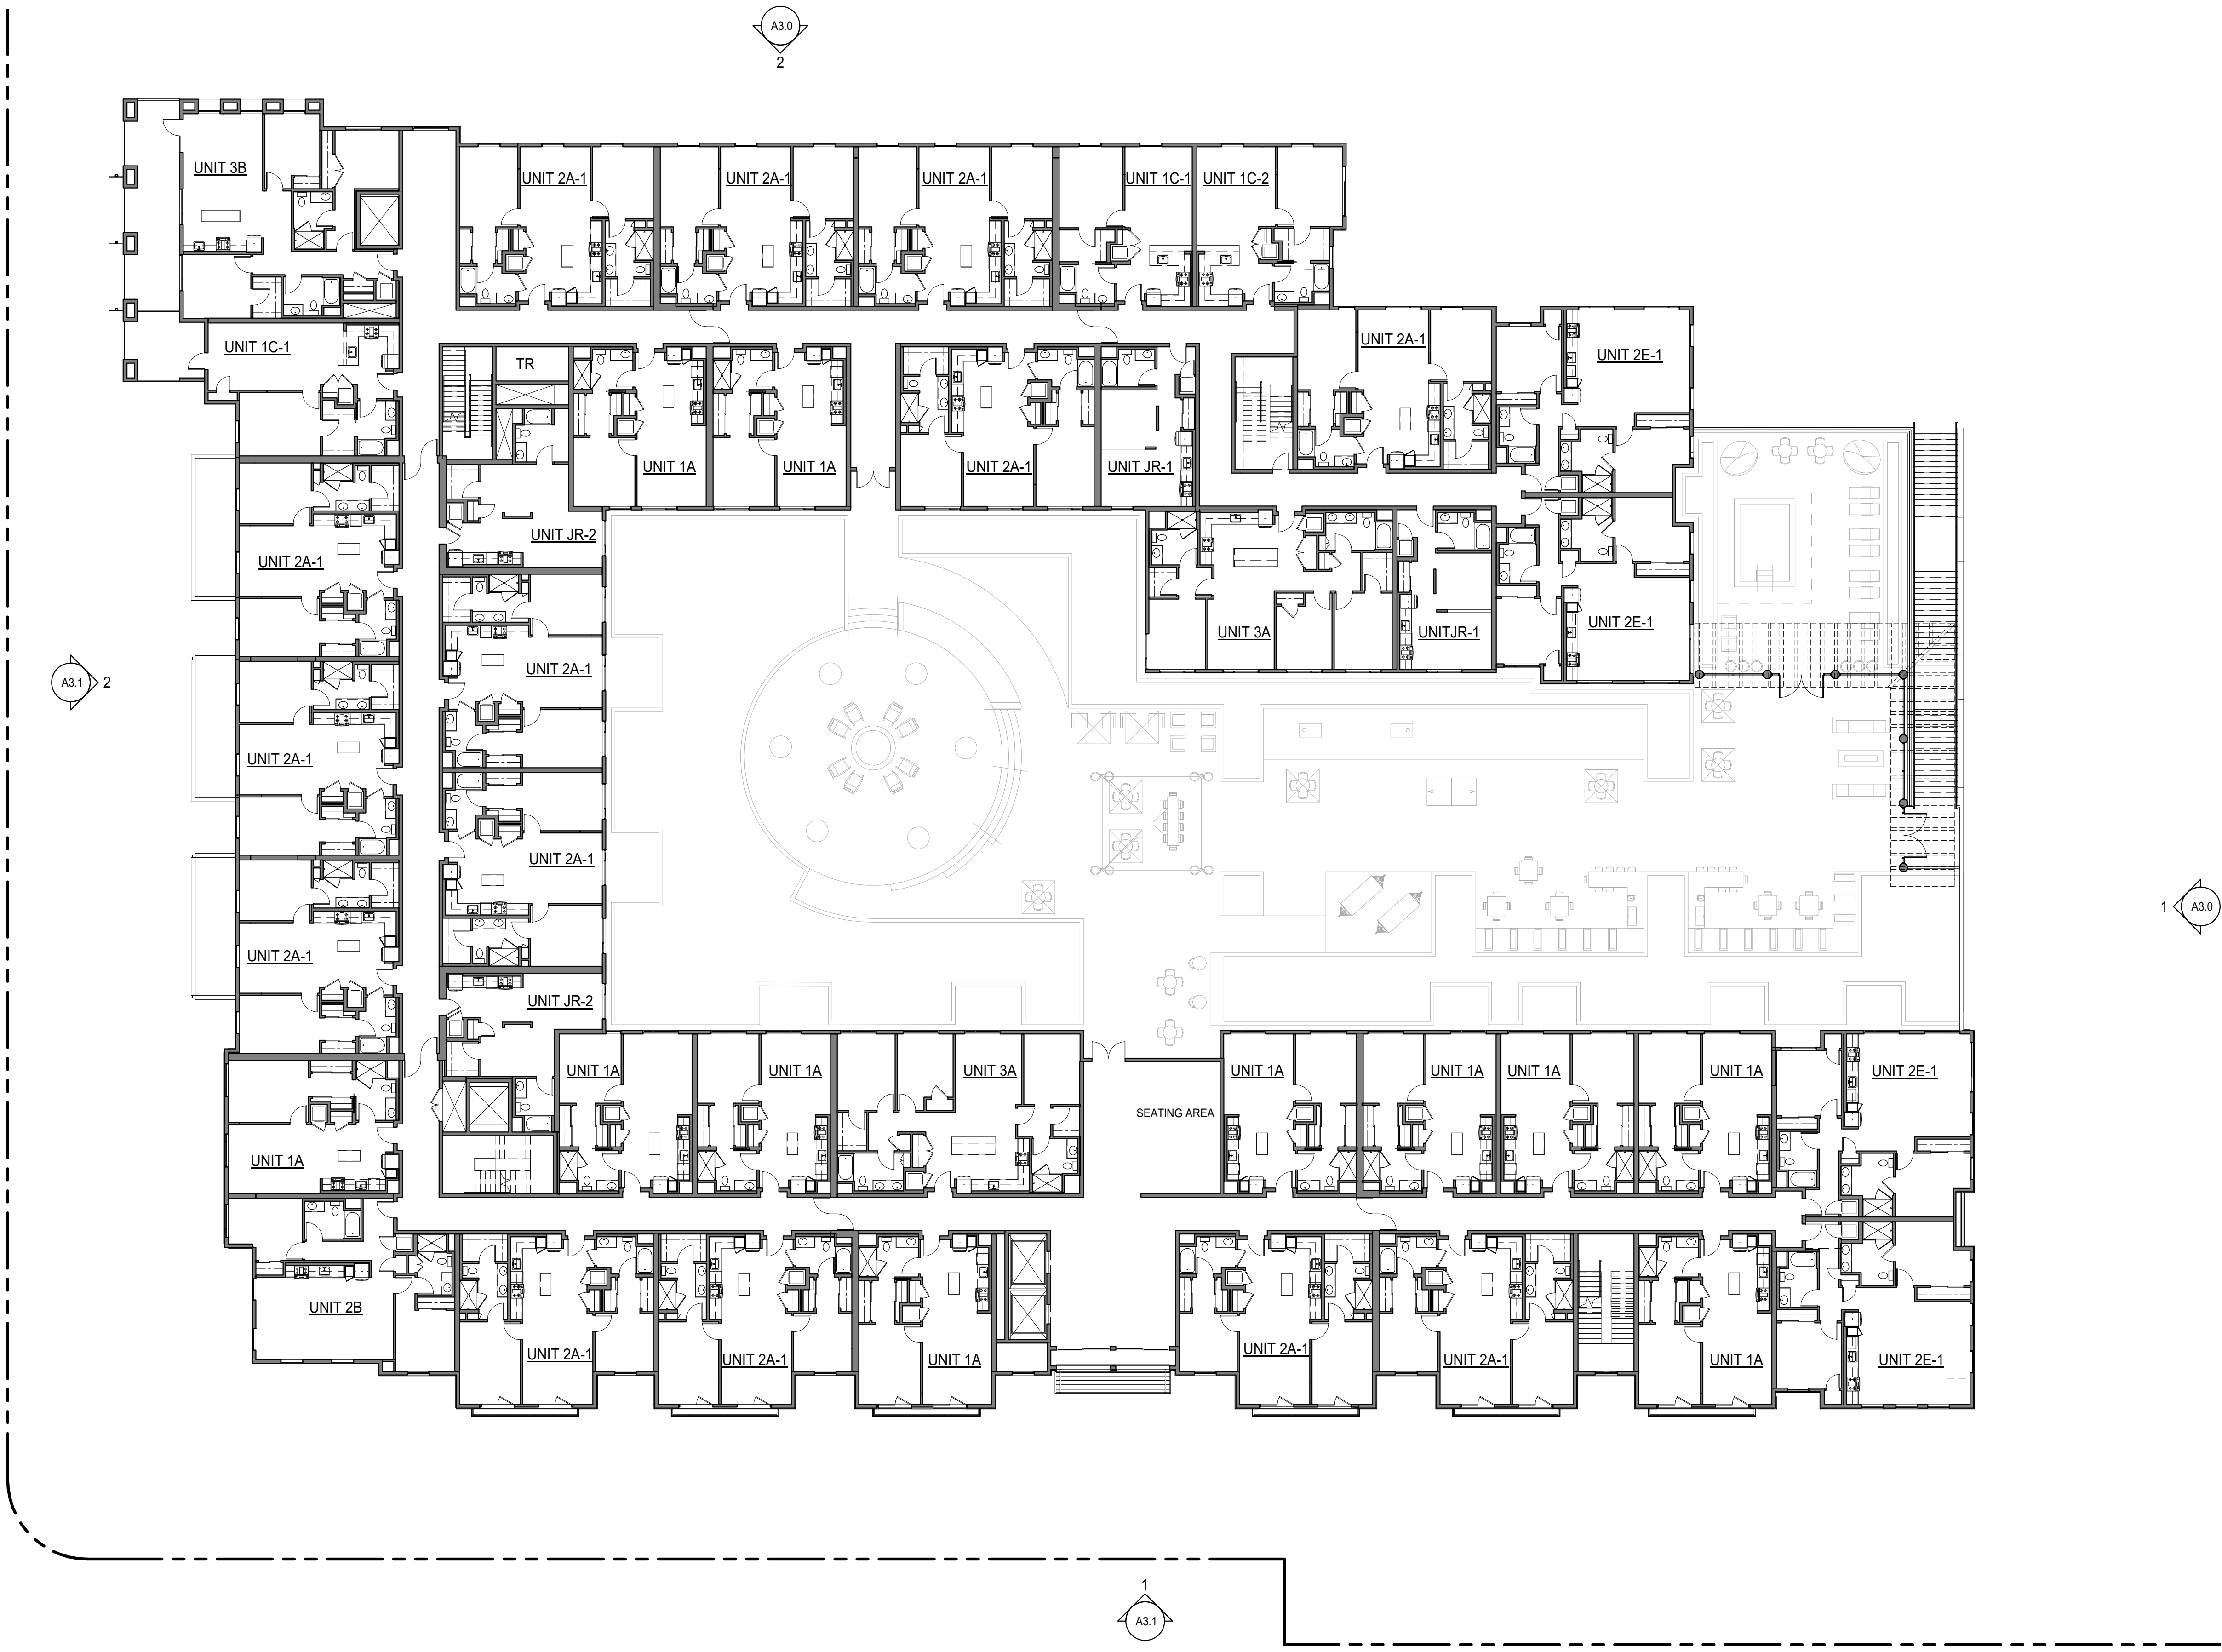 A3.0
2
UNIT 3B
UNIT 2A-1
UNIT 2A-1
UNIT 2A-1
UNIT 1C-1
UNIT 1C-2
UNIT 1C-1
TR
UNIT 2A-1
UNIT 2E-1
UNIT 1A
UNIT 1A
UNIT 2A-1
UNIT JR-1
UNIT JR-2
UNIT 2A-1
UNIT 3A
UNITJR-1
UNIT 2E-1
UNIT 2A-1
A3.1
2
UNIT 2A-1
UNIT 2A-1
1
A3.0
UNIT 2A-1
UNIT JR-2
UNIT 1A
UNIT 1A
UNIT 3A
UNIT 1A
UNIT 1A
UNIT 1A
UNIT 1A
UNIT 2E-1
SEATING AREA
UNIT 1A
UNIT 2B
UNIT 2A-1
UNIT 2A-1
UNIT 1A
UNIT 2A-1
UNIT 2A-1
UNIT 1A
UNIT 2E-1
1
A3.1